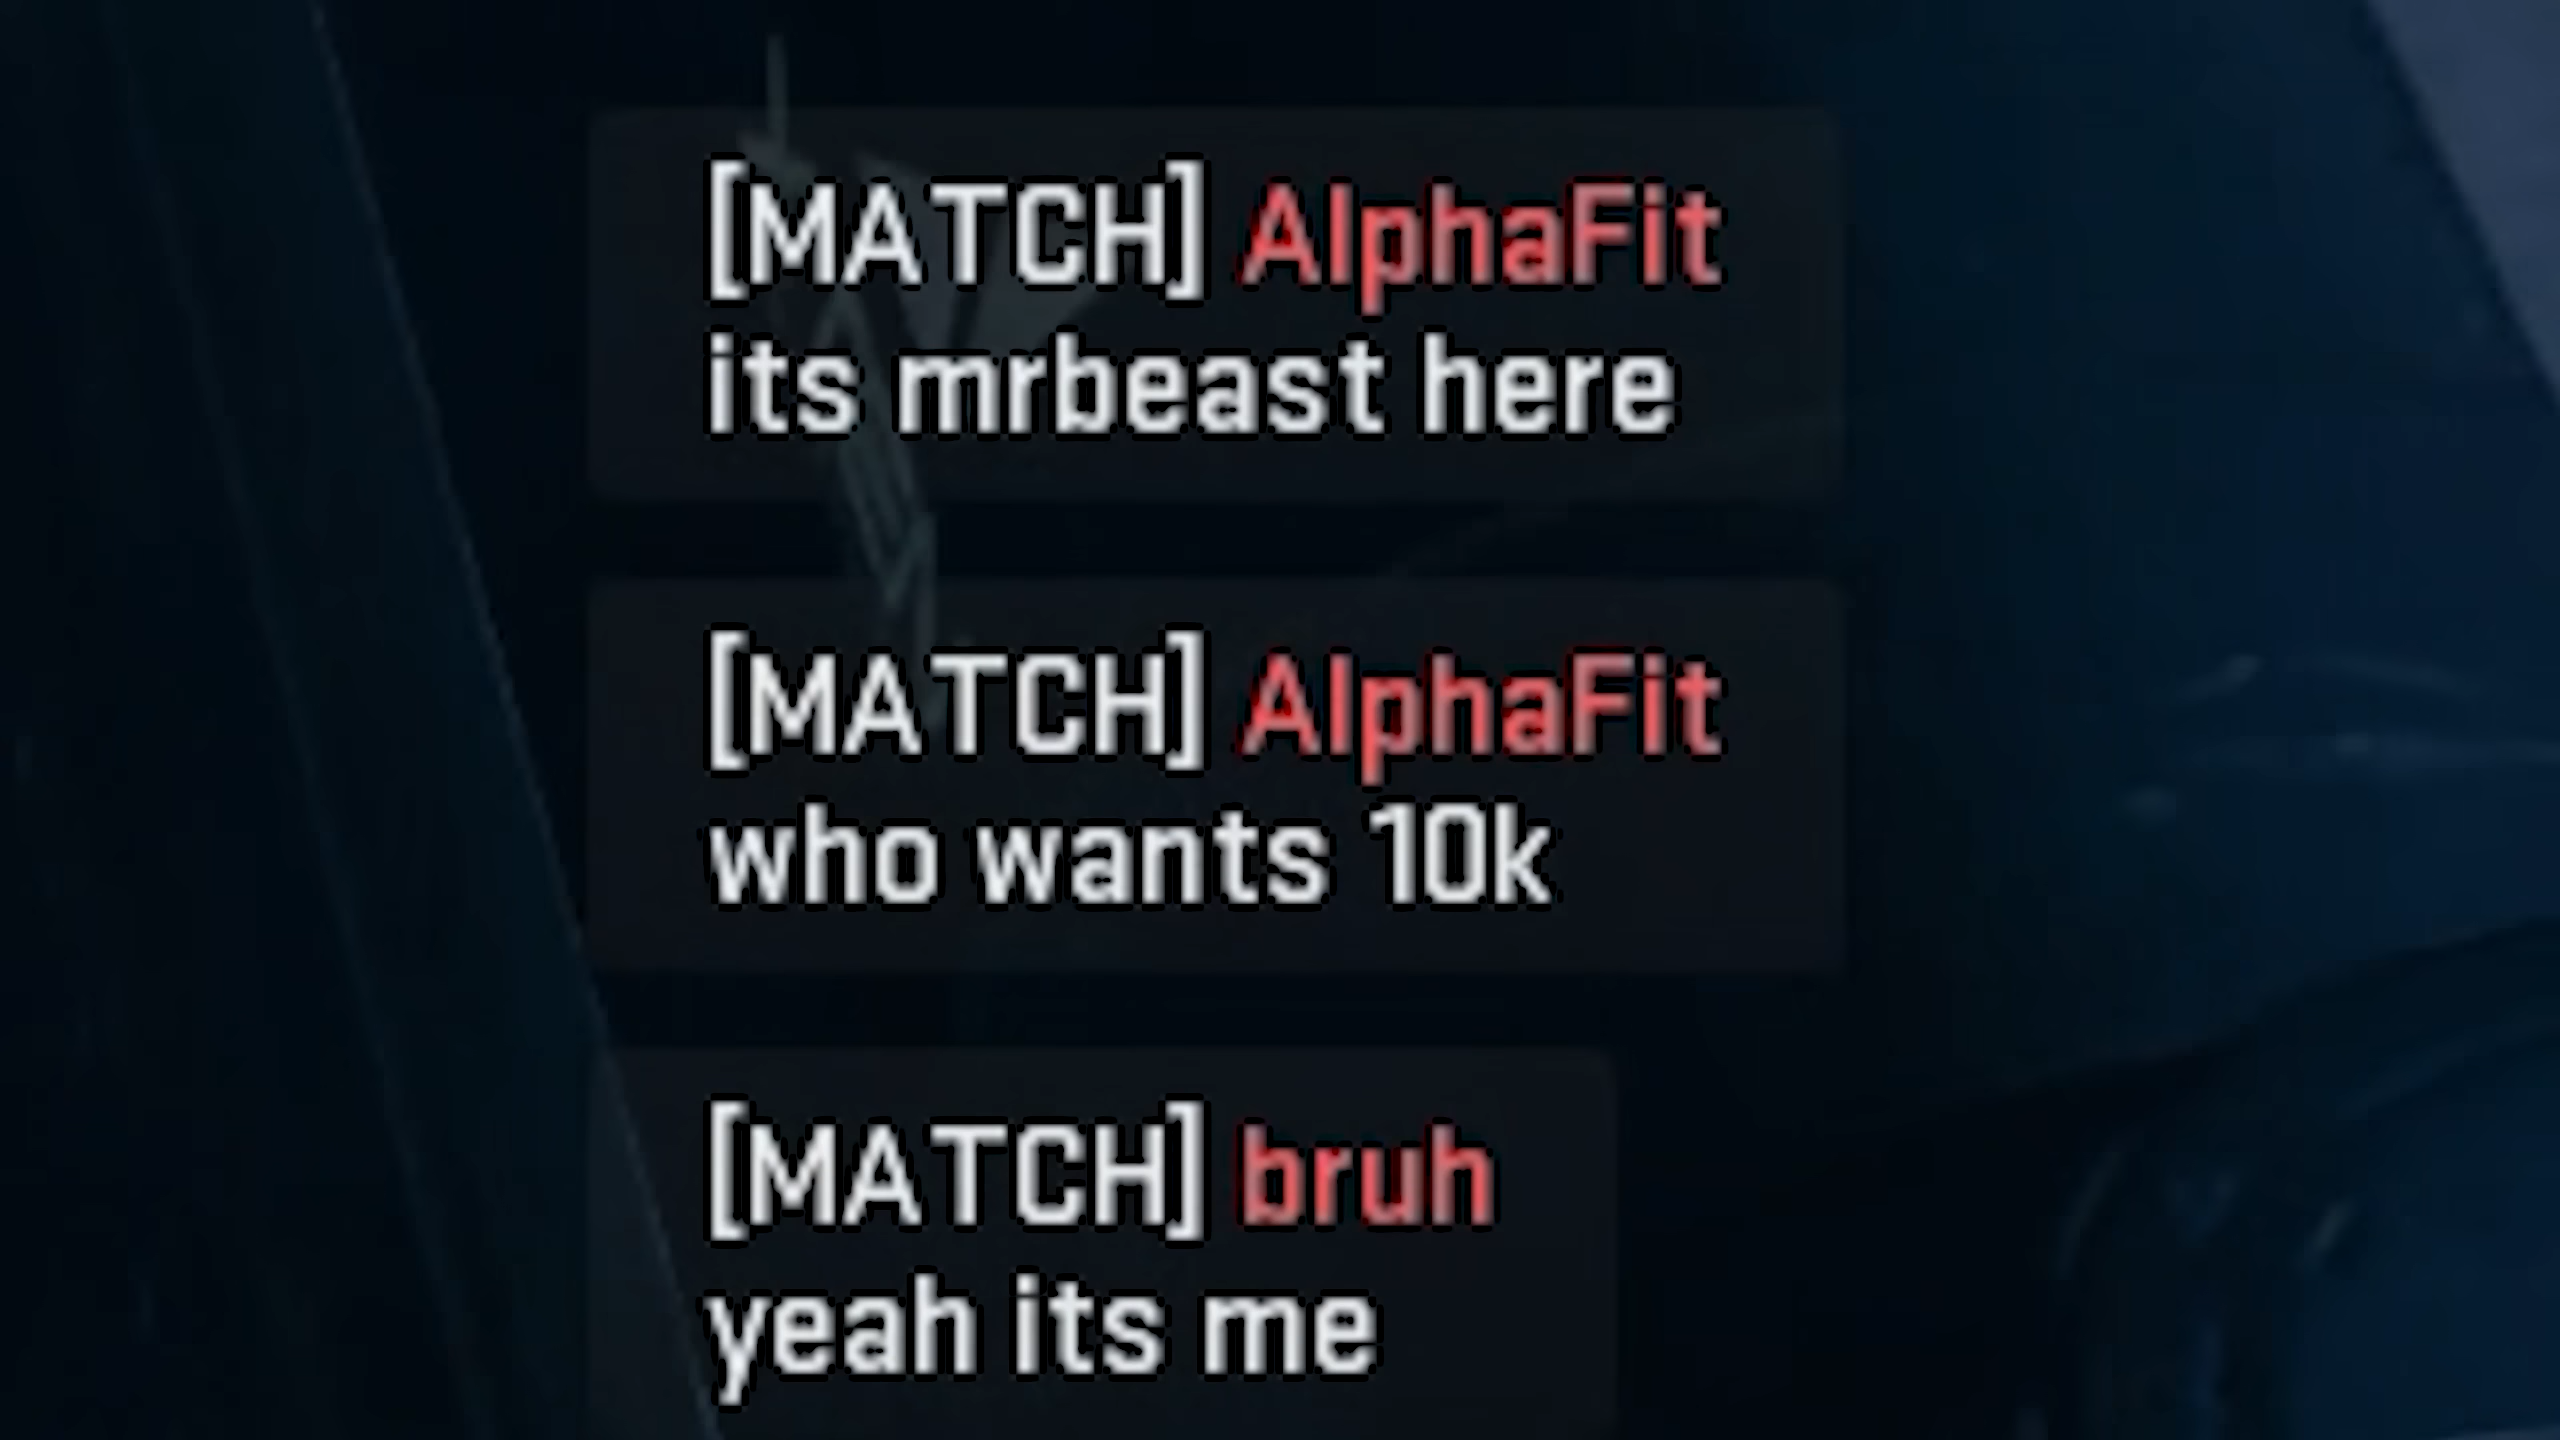 [MATCH] AlphaFit
its mrbeast here
[MATCH] AlphaFit
who wants 10k
[MATCH] bruh
yeah its me